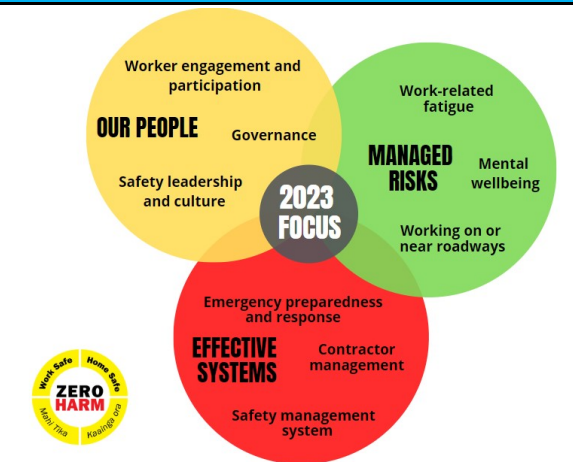 Worker engagement and
participation
OUR PEOPLE
Governance
Safety leadership
and culture
Work-related
fatigue
MANAGED
RISKS
Mental
wellbeing
Working on or
near roadways
2023
FOCUS
Emergency preparedness
and response
EFFECTIVE
SYSTEMS
Contractor
management
Safety management
system
Work Safe
Home Safe
ZERO
HARM
Mahi Tika
Kaainga ora